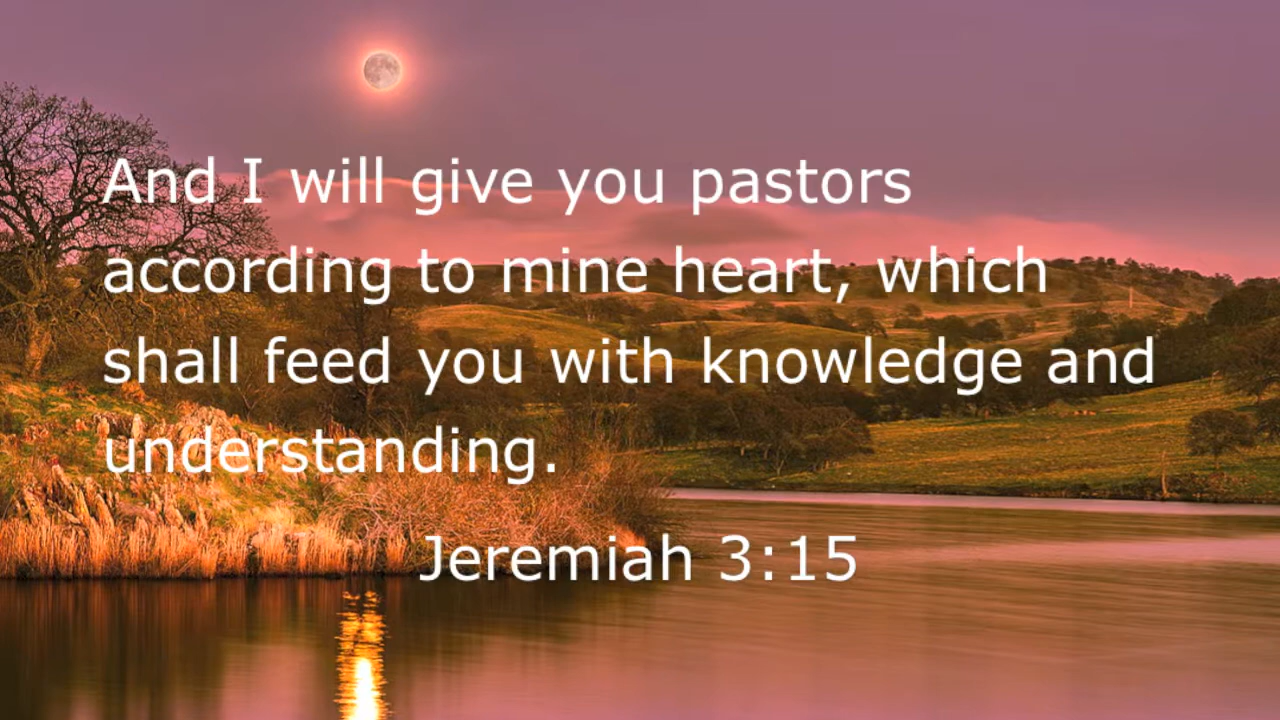 And I will give you pastors
according to mine heart, which
shall feed you with knowledge and
understanding.
Jeremiah 3:15